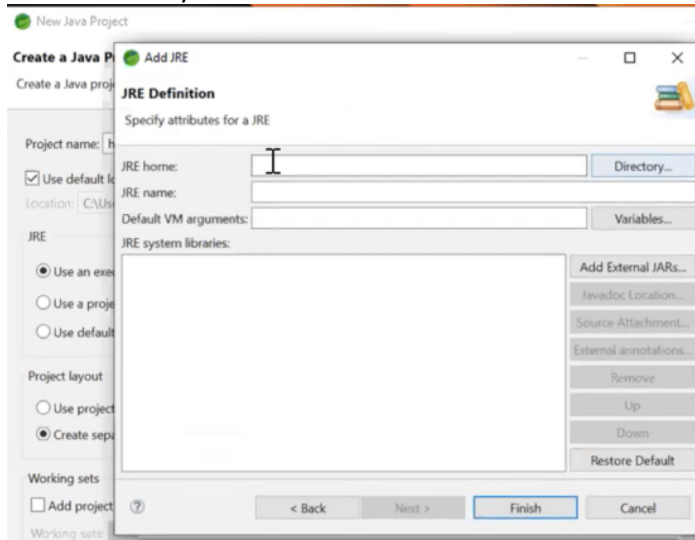 New Java Project
Create a Java P
Create a Java proj
Project name: h
Use default lo
Location: C:\Us
JRE
Use an exe
Use a proje
Use default
Project layout
Use project
Create sepa
Working sets
Add project
Working sets:
Add JRE
JRE Definition
Specify attributes for a JRE
JRE home:
Directory...
JRE name:
Default VM arguments:
Variables...
JRE system libraries:
Add External JARs...
Javadoc Location...
Source Attachment...
External annotations...
Remove
Up
Down
Restore Default
?
< Back
Next >
Finish
Cancel